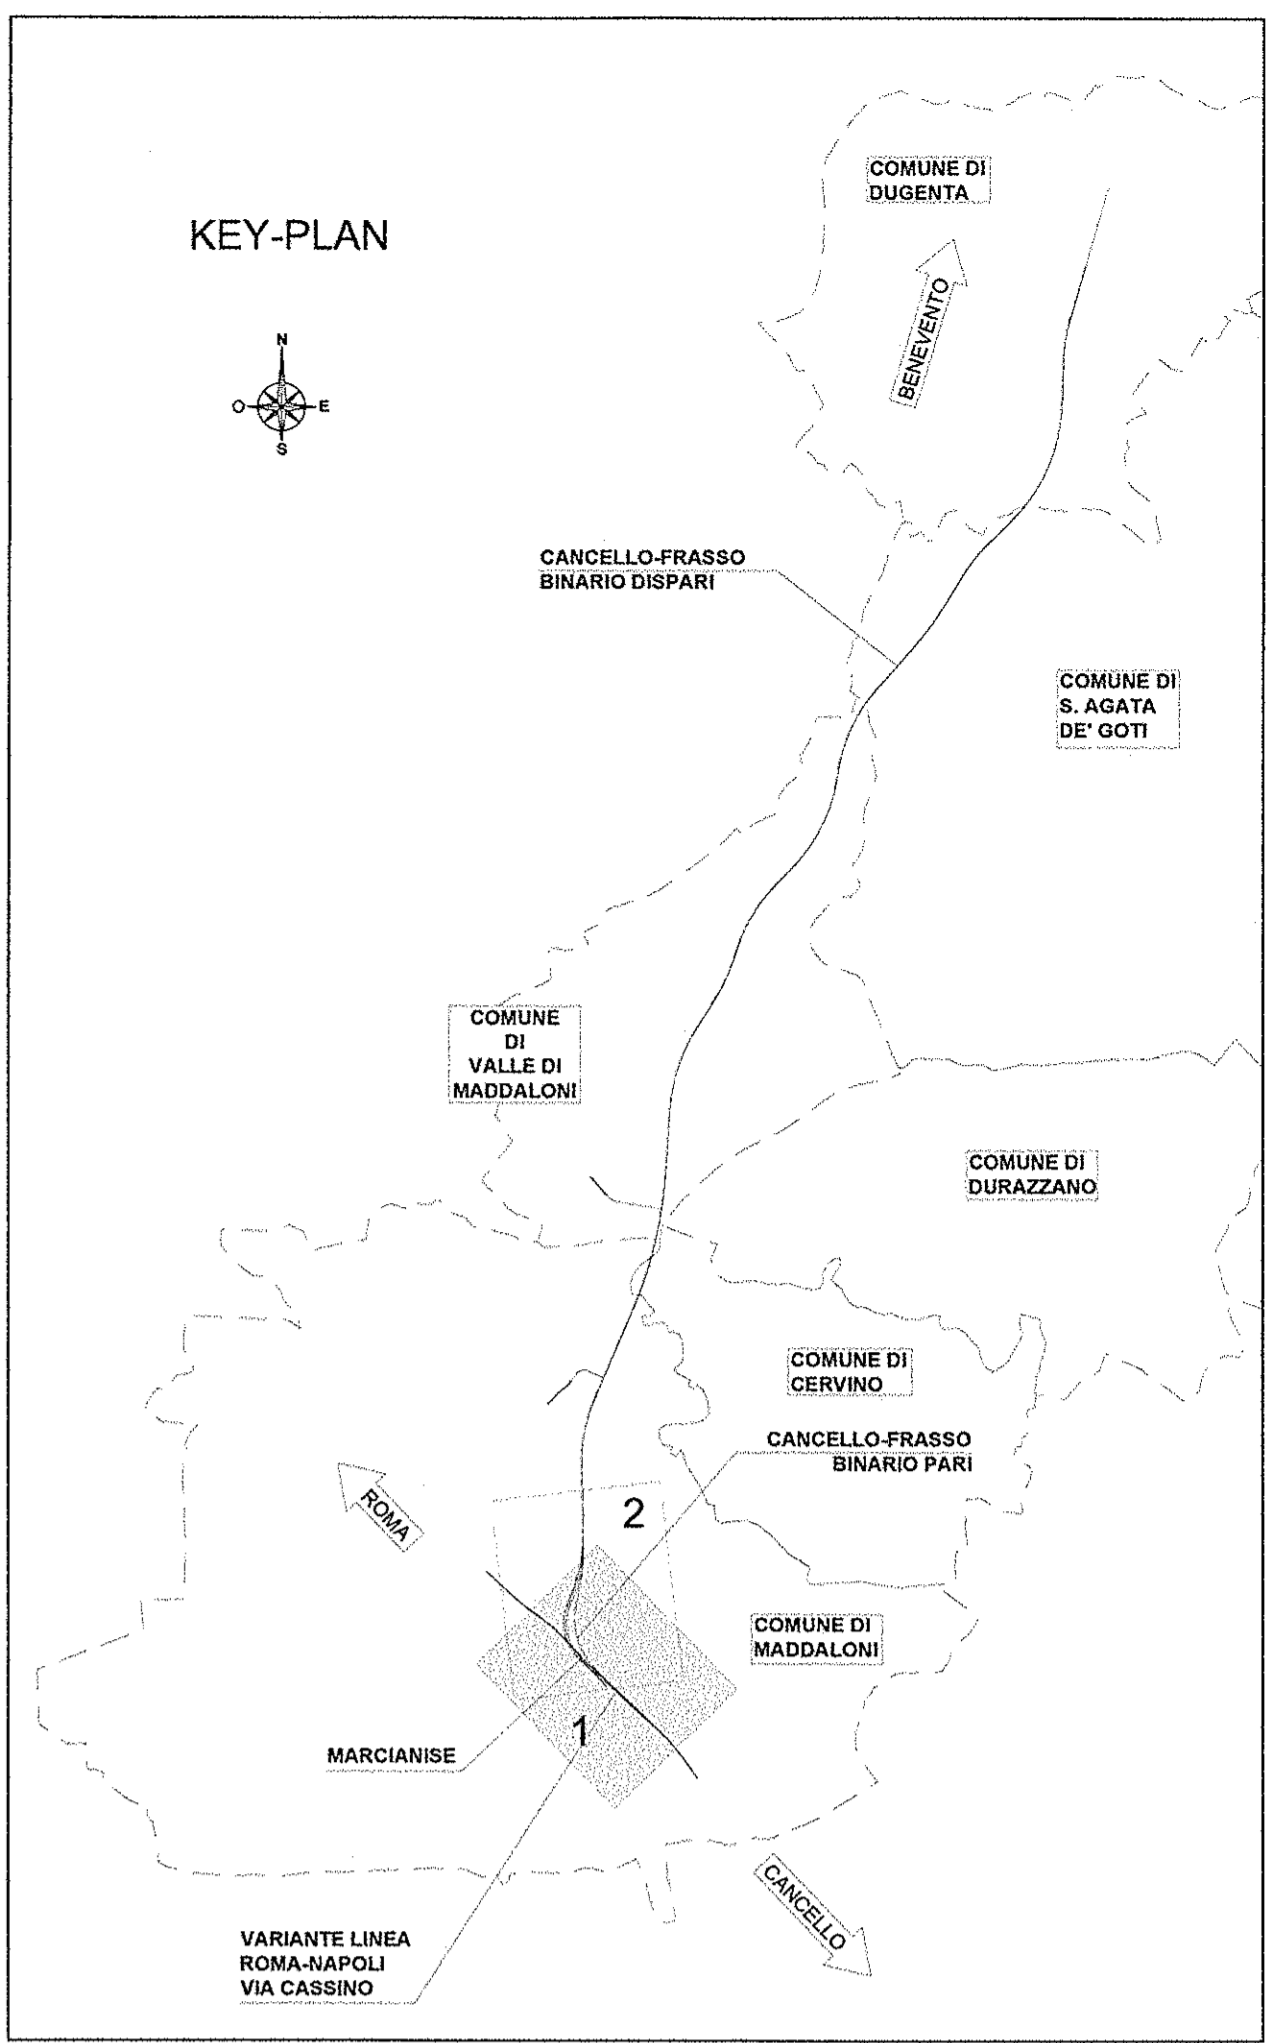 COMUNE DI
DUGENTA
KEY-PLAN
BENEVENTO
N
O
E
S
CANCELLO-FRASSO
BINARIO DISPARI
COMUNE DI
S. AGATA
DE' GOTI
COMUNE
DI
VALLE DI
MADDALONI
COMUNE DI
DURAZZANO
COMUNE DI
CERVINO
CANCELLO-FRASSO
BINARIO PARI
ROMA
2
COMUNE DI
MADDALONI
1
MARCIANISE
CANCELLO
VARIANTE LINEA
ROMA-NAPOLI
VIA CASSINO